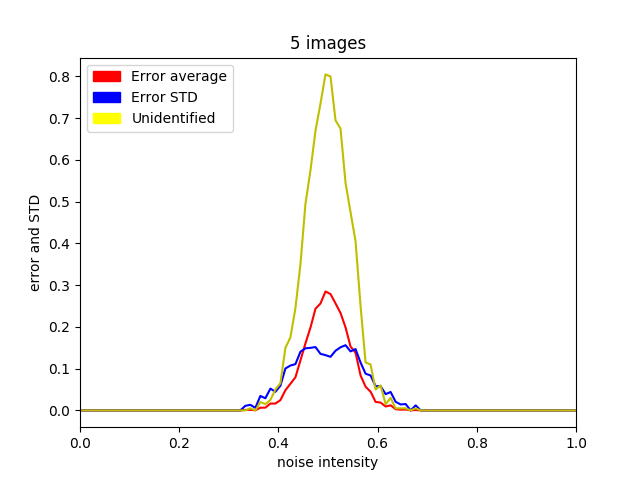 5 images
Error average
Error STD
Unidentified
error and STD
0.8
0.7
0.6
0.5
0.4
0.3
0.2
0.1
0.0
0.0 0.2 0.4 0.6 0.8 1.0
noise intensity